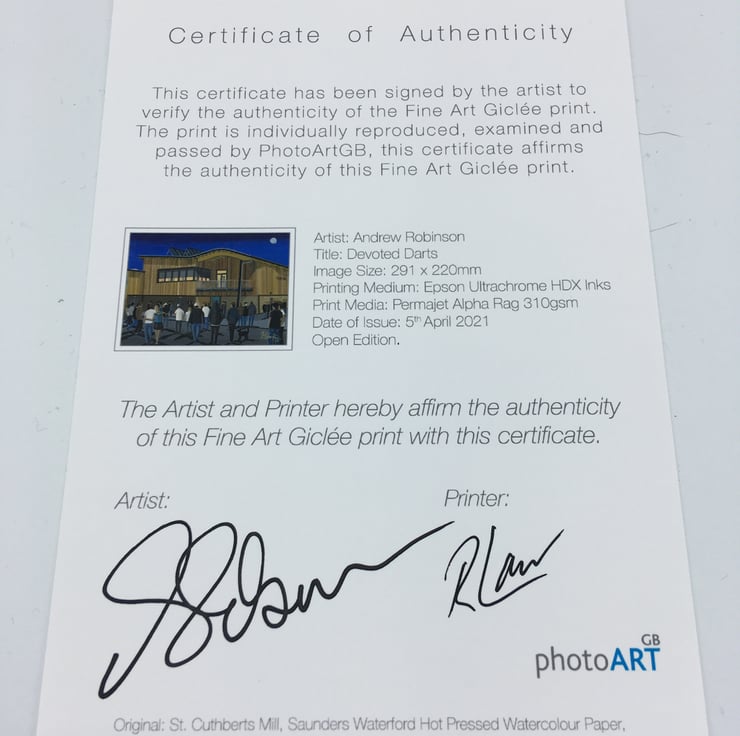 Certificate of Authenticity
This certificate has been signed by the artist to
verify the authenticity of the Fine Art Giclée print.
The print is individually reproduced, examined and
passed by PhotoArtGB, this certificate affirms
the authenticity of this Fine Art Giclée print.
Artist: Andrew Robinson
Title: Devoted Darts
Image Size: 291 x 220mm
Printing Medium: Epson Ultrachrome HDX Inks
Print Media: Permajet Alpha Rag 310gsm
Date of Issue: 5th April 2021
Open Edition.
The Artist and Printer hereby affirm the authenticity
of this Fine Art Giclée print with this certificate.
Artist:
Printer:
photoART GB
Original: St. Cuthberts Mill, Saunders Waterford Hot Pressed Watercolour Paper,